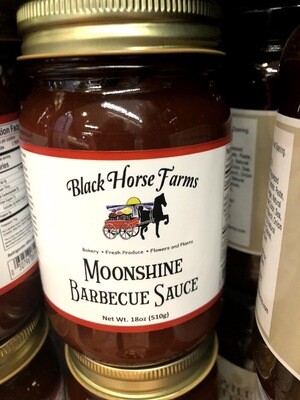 Black Horse Farms
Bakery • Fresh Produce • Flowers and Plants
MOONSHINE
BARBECUE SAUCE
Net Wt. 18oz (510g)